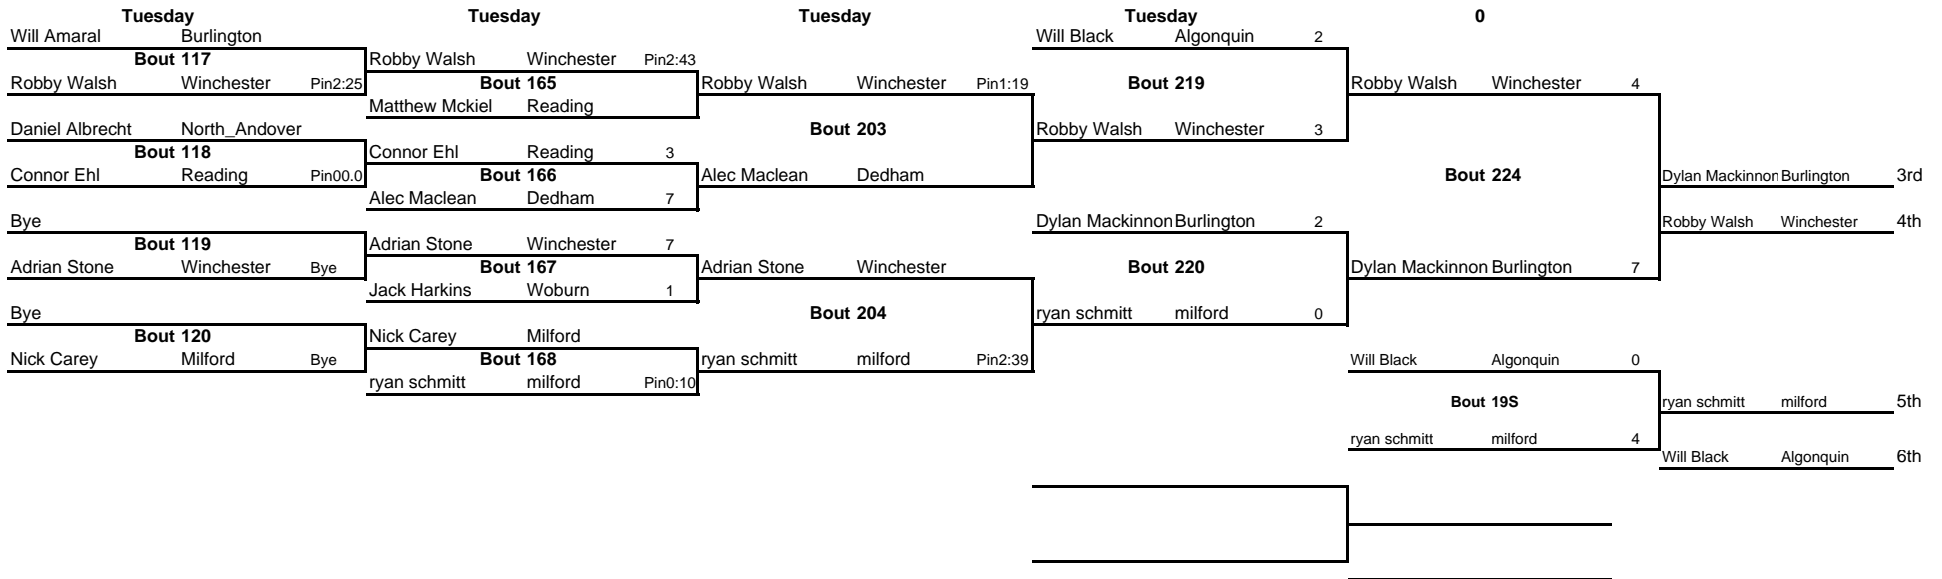 Tuesday Tuesday Tuesday Tuesday 0
Will Amaral Burlington Will Black Algonquin 2
Bout 117 Robby Walsh Winchester Pin2:43
Robby Walsh Winchester Pin2:25 Bout 165 Robby Walsh Winchester Pin1:19 Bout 219 Robby Walsh Winchester 4
Matthew Mckiel Reading
Daniel Albrecht North_Andover Bout 203 Robby Walsh Winchester 3
Bout 118 Connor Ehl Reading 3
Connor Ehl Reading Pin00.0 Bout 166 Alec Maclean Dedham Bout 224 Dylan Mackinnon Burlington 3rd
Alec Maclean Dedham 7
Bye Dylan Mackinnon Burlington 2 Robby Walsh Winchester 4th
Bout 119 Adrian Stone Winchester 7
Adrian Stone Winchester Bye Bout 167 Adrian Stone Winchester Bout 220 Dylan Mackinnon Burlington 7
Jack Harkins Woburn 1
Bye Bout 204 ryan schmitt milford 0
Bout 120 Nick Carey Milford
Nick Carey Milford Bye Bout 168 ryan schmitt milford Pin2:39 Will Black Algonquin 0
ryan schmitt milford Pin0:10
Bout 19S ryan schmitt milford 5th
ryan schmitt milford 4
Will Black Algonquin 6th